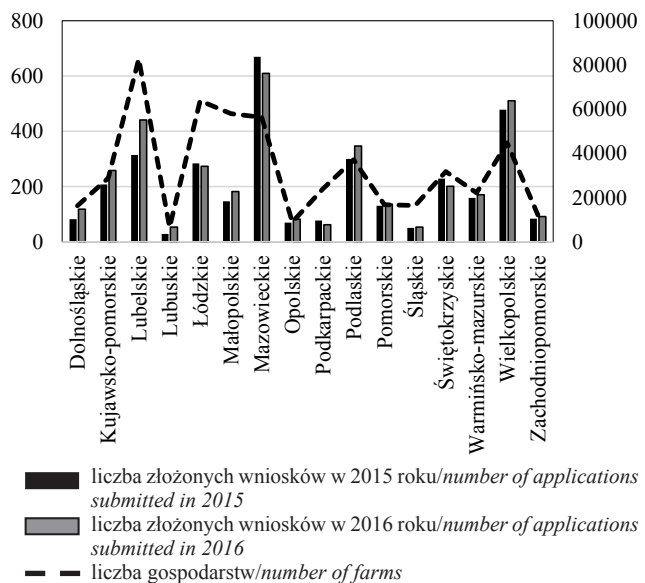 800
600
400
200
0
100000
80000
60000
40000
20000
0
Dolnośląskie
Kujawsko-pomorskie
Lubelskie
Lubuskie
Łódzkie
Małopolskie
Mazowieckie
Opolskie
Podkarpackie
Podlaskie
Pomorskie
Śląskie
Świętokrzyskie
Warmińsko-mazurskie
Wielkopolskie
Zachodniopomorskie
liczba złożonych wniosków w 2015 roku/number of applications
submitted in 2015
liczba złożonych wniosków w 2016 roku/number of applications
submitted in 2016
liczba gospodarstw/number of farms